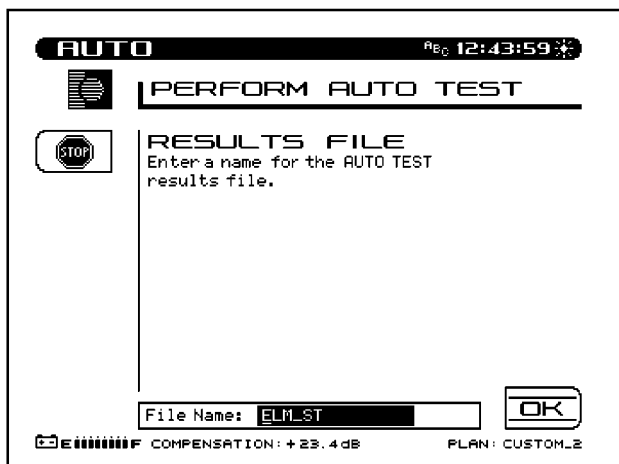 AUTO ABC 12:43:59
PERFORM AUTO TEST
STOP
RESULTS FILE
Enter a name for the AUTO TEST
results file.
File Name: ELM_ST
OK
E F COMPENSATION: +23.4dB PLAN: CUSTOM_2